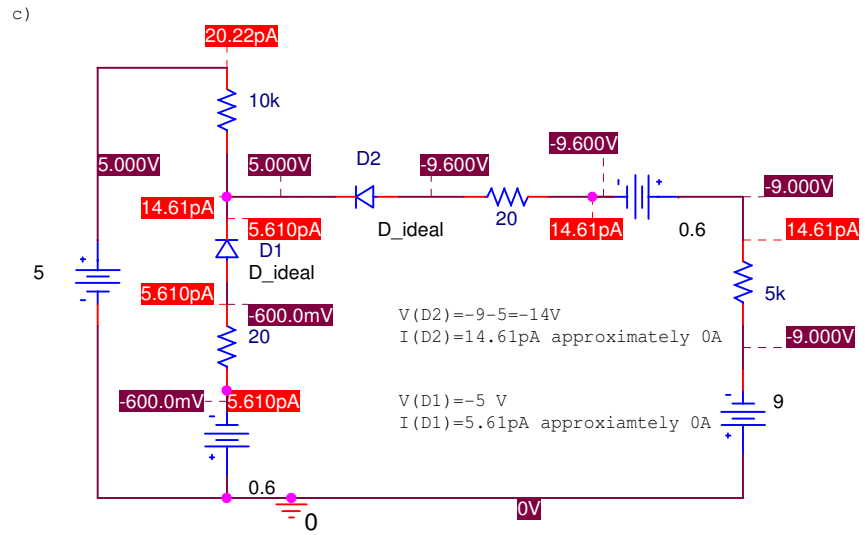 c)
20.22pA
10k
5.000V
5.000V
D2
-9.600V
-9.600V
-9.000V
14.61pA
5.610pA
D_ideal
20
14.61pA
0.6
14.61pA
D1
D_ideal
5
5.610pA
-600.0mV
5k
20
V(D2)=-9-5=-14V
I(D2)=14.61pA approximately 0A
-9.000V
-600.0mV
5.610pA
V(D1)=-5 V
I(D1)=5.61pA approxiamtely 0A
9
0.6
0
0V